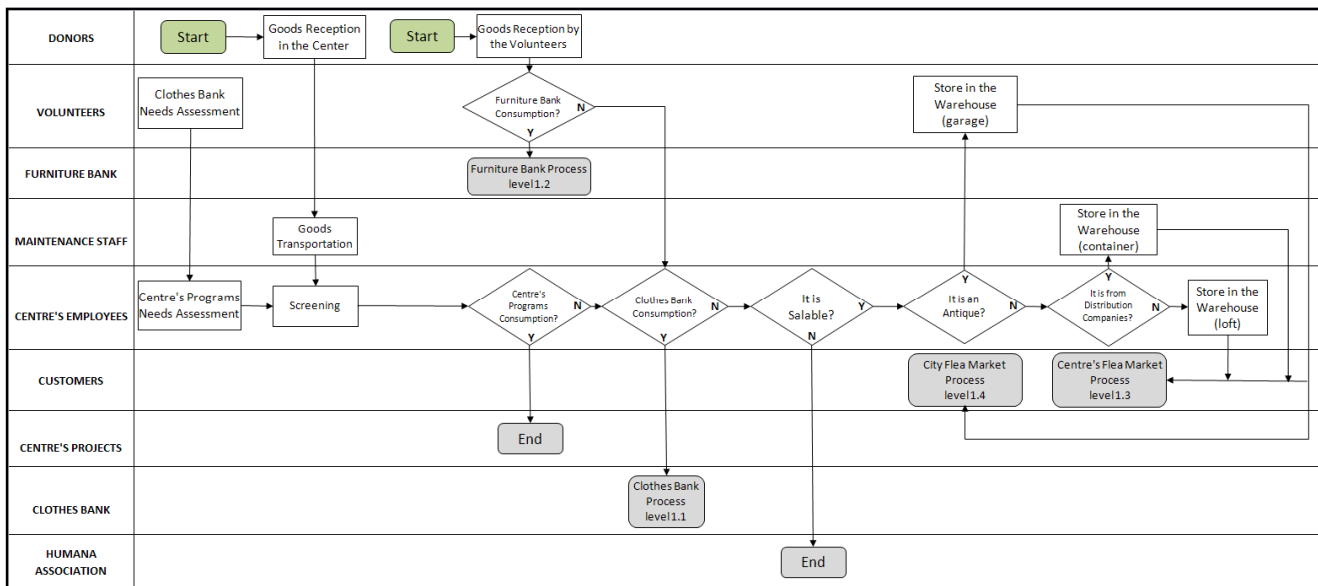 DONORS
Start
Goods Reception
in the Center
Start
Goods Reception by
the Volunteers
VOLUNTEERS
Clothes Bank
Needs Assessment
Furniture Bank
Consumption?
N
Y
Store in the
Warehouse
(garage)
FURNITURE BANK
Furniture Bank Process
level1.2
MAINTENANCE STAFF
Goods
Transportation
Store in the
Warehouse
(container)
CENTRE'S EMPLOYEES
Centre's Programs
Needs Assessment
Screening
Centre's
Programs
Consumption?
N
Y
Clothes Bank
Consumption?
N
Y
It is
Salable?
Y
N
Y
It is an
Antique?
N
Y
It is from
Distribution
Companies?
N
Store in the
Warehouse
(loft)
CUSTOMERS
City Flea Market
Process
level1.4
Centre's Flea Market
Process
level1.3
CENTRE'S PROJECTS
End
CLOTHES BANK
Clothes Bank
Process
level1.1
HUMANA
ASSOCIATION
End